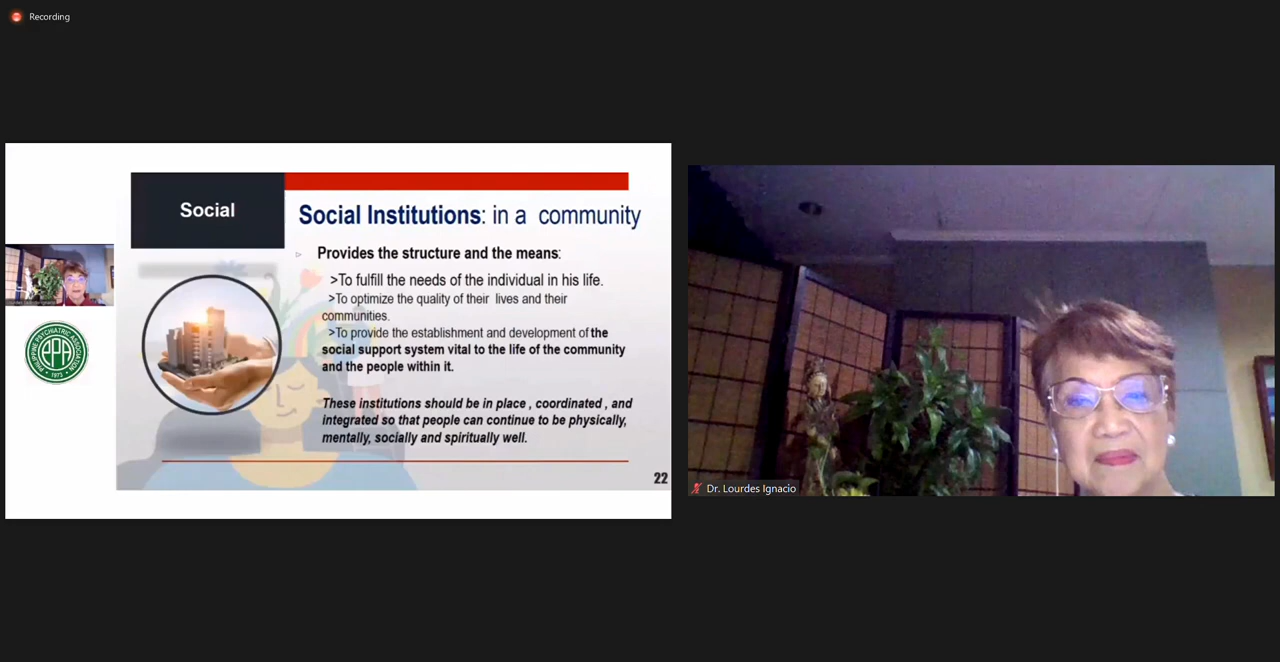 Recording
Social
Social Institutions: in a community
Provides the structure and the means:
>To fulfill the needs of the individual in his life.
>To optimize the quality of their lives and their
communities.
>To provide the establishment and development of the
social support system vital to the life of the community
and the people within it.
These institutions should be in place , coordinated , and
integrated so that people can continue to be physically,
mentally, socially and spiritually well.
22
PHILIPPINE PSYCHIATRIC ASSOCIATION
PPA
Dr. Lourdes Ignacio